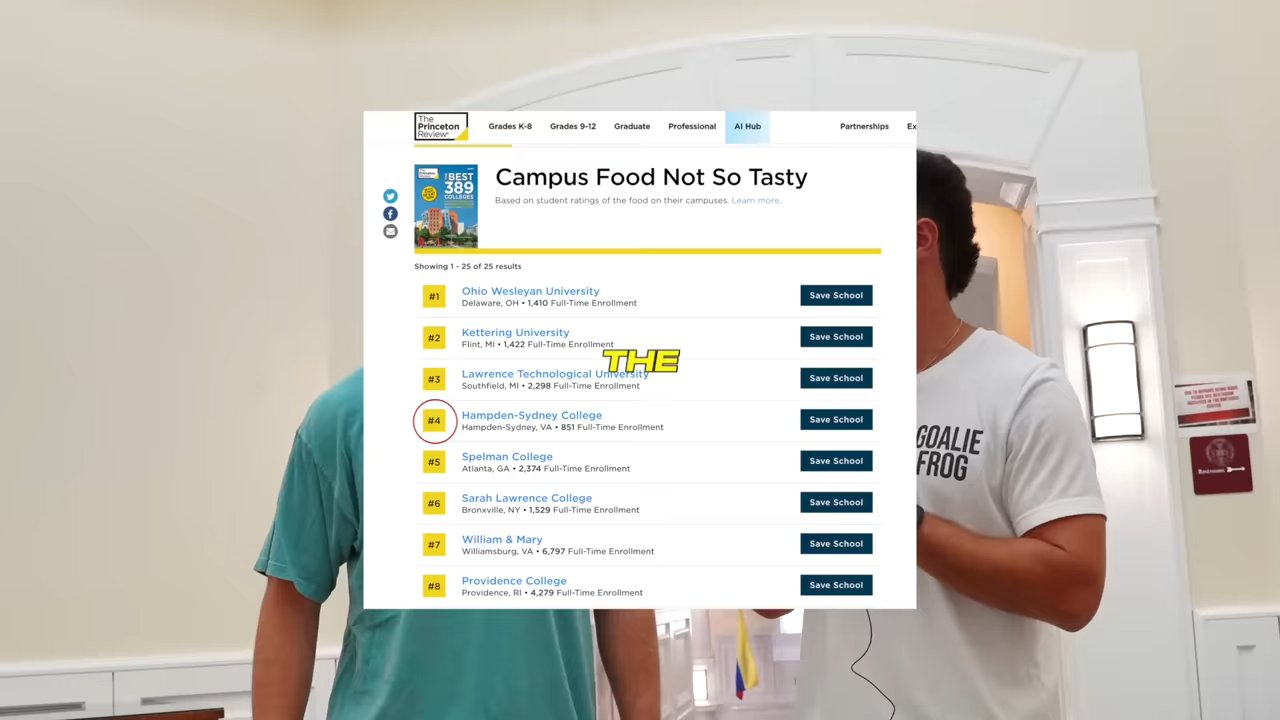 The
Princeton
Review
Grades K-8 Grades 9-12 Graduate Professional AI Hub Partnerships Ex
BEST
389
COLLEGES
Campus Food Not So Tasty
Based on student ratings of the food on their campuses. Learn more.
Showing 1 - 25 of 25 results
#1 Ohio Wesleyan University Save School
Delaware, OH • 1,410 Full-Time Enrollment
#2 Kettering University Save School
Flint, MI • 1,422 Full-Time Enrollment
THE
#3 Lawrence Technological University Save School
Southfield, MI • 2,298 Full-Time Enrollment
#4 Hampden-Sydney College Save School
Hampden-Sydney, VA • 851 Full-Time Enrollment
#5 Spelman College Save School
Atlanta, GA • 2,374 Full-Time Enrollment
#6 Sarah Lawrence College Save School
Bronxville, NY • 1,529 Full-Time Enrollment
#7 William & Mary Save School
Williamsburg, VA • 6,797 Full-Time Enrollment
#8 Providence College Save School
Providence, RI • 4,279 Full-Time Enrollment
GOALIE
FROG